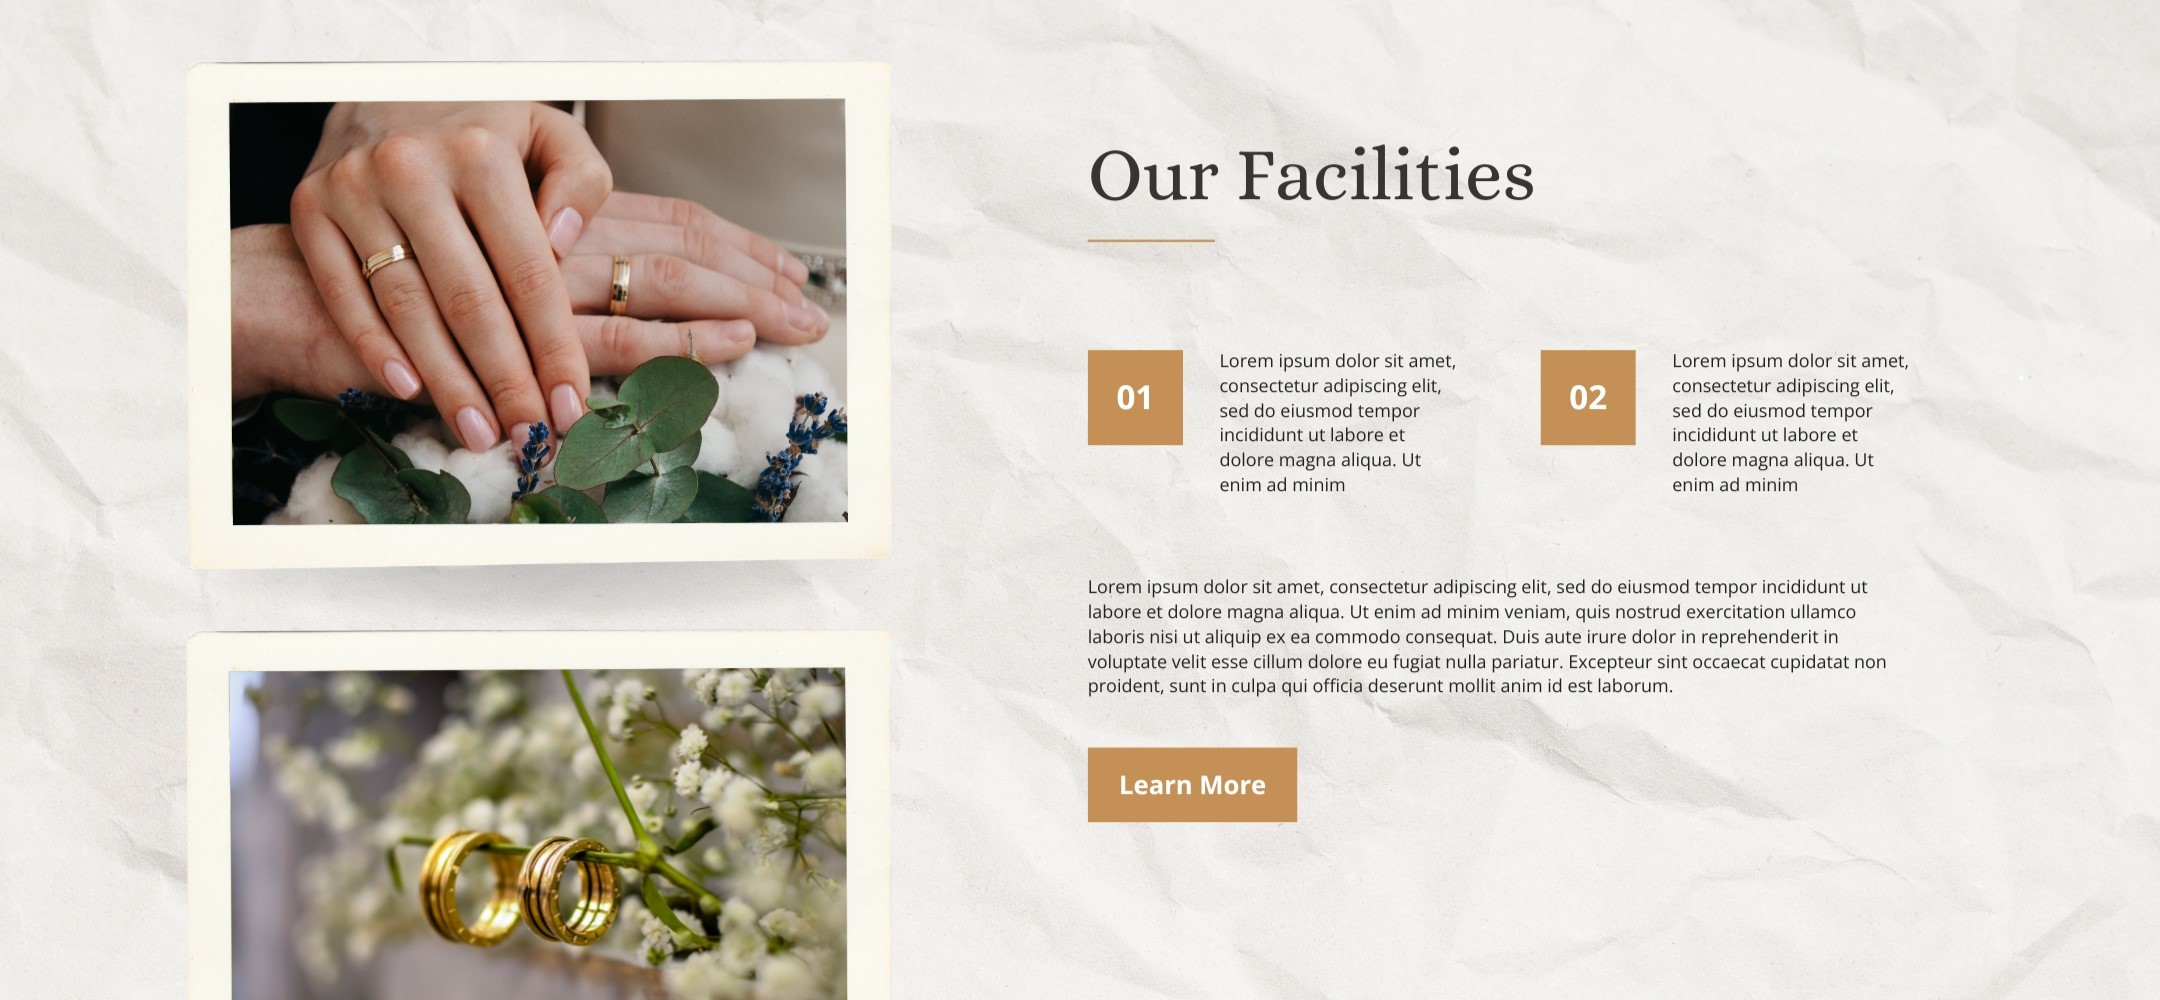 Our Facilities
01
Lorem ipsum dolor sit amet,
consectetur adipiscing elit,
sed do eiusmod tempor
incididunt ut labore et
dolore magna aliqua. Ut
enim ad minim
02
Lorem ipsum dolor sit amet,
consectetur adipiscing elit,
sed do eiusmod tempor
incididunt ut labore et
dolore magna aliqua. Ut
enim ad minim
Lorem ipsum dolor sit amet, consectetur adipiscing elit, sed do eiusmod tempor incididunt ut
labore et dolore magna aliqua. Ut enim ad minim veniam, quis nostrud exercitation ullamco
laboris nisi ut aliquip ex ea commodo consequat. Duis aute irure dolor in reprehenderit in
voluptate velit esse cillum dolore eu fugiat nulla pariatur. Excepteur sint occaecat cupidatat non
proident, sunt in culpa qui officia deserunt mollit anim id est laborum.
Learn More